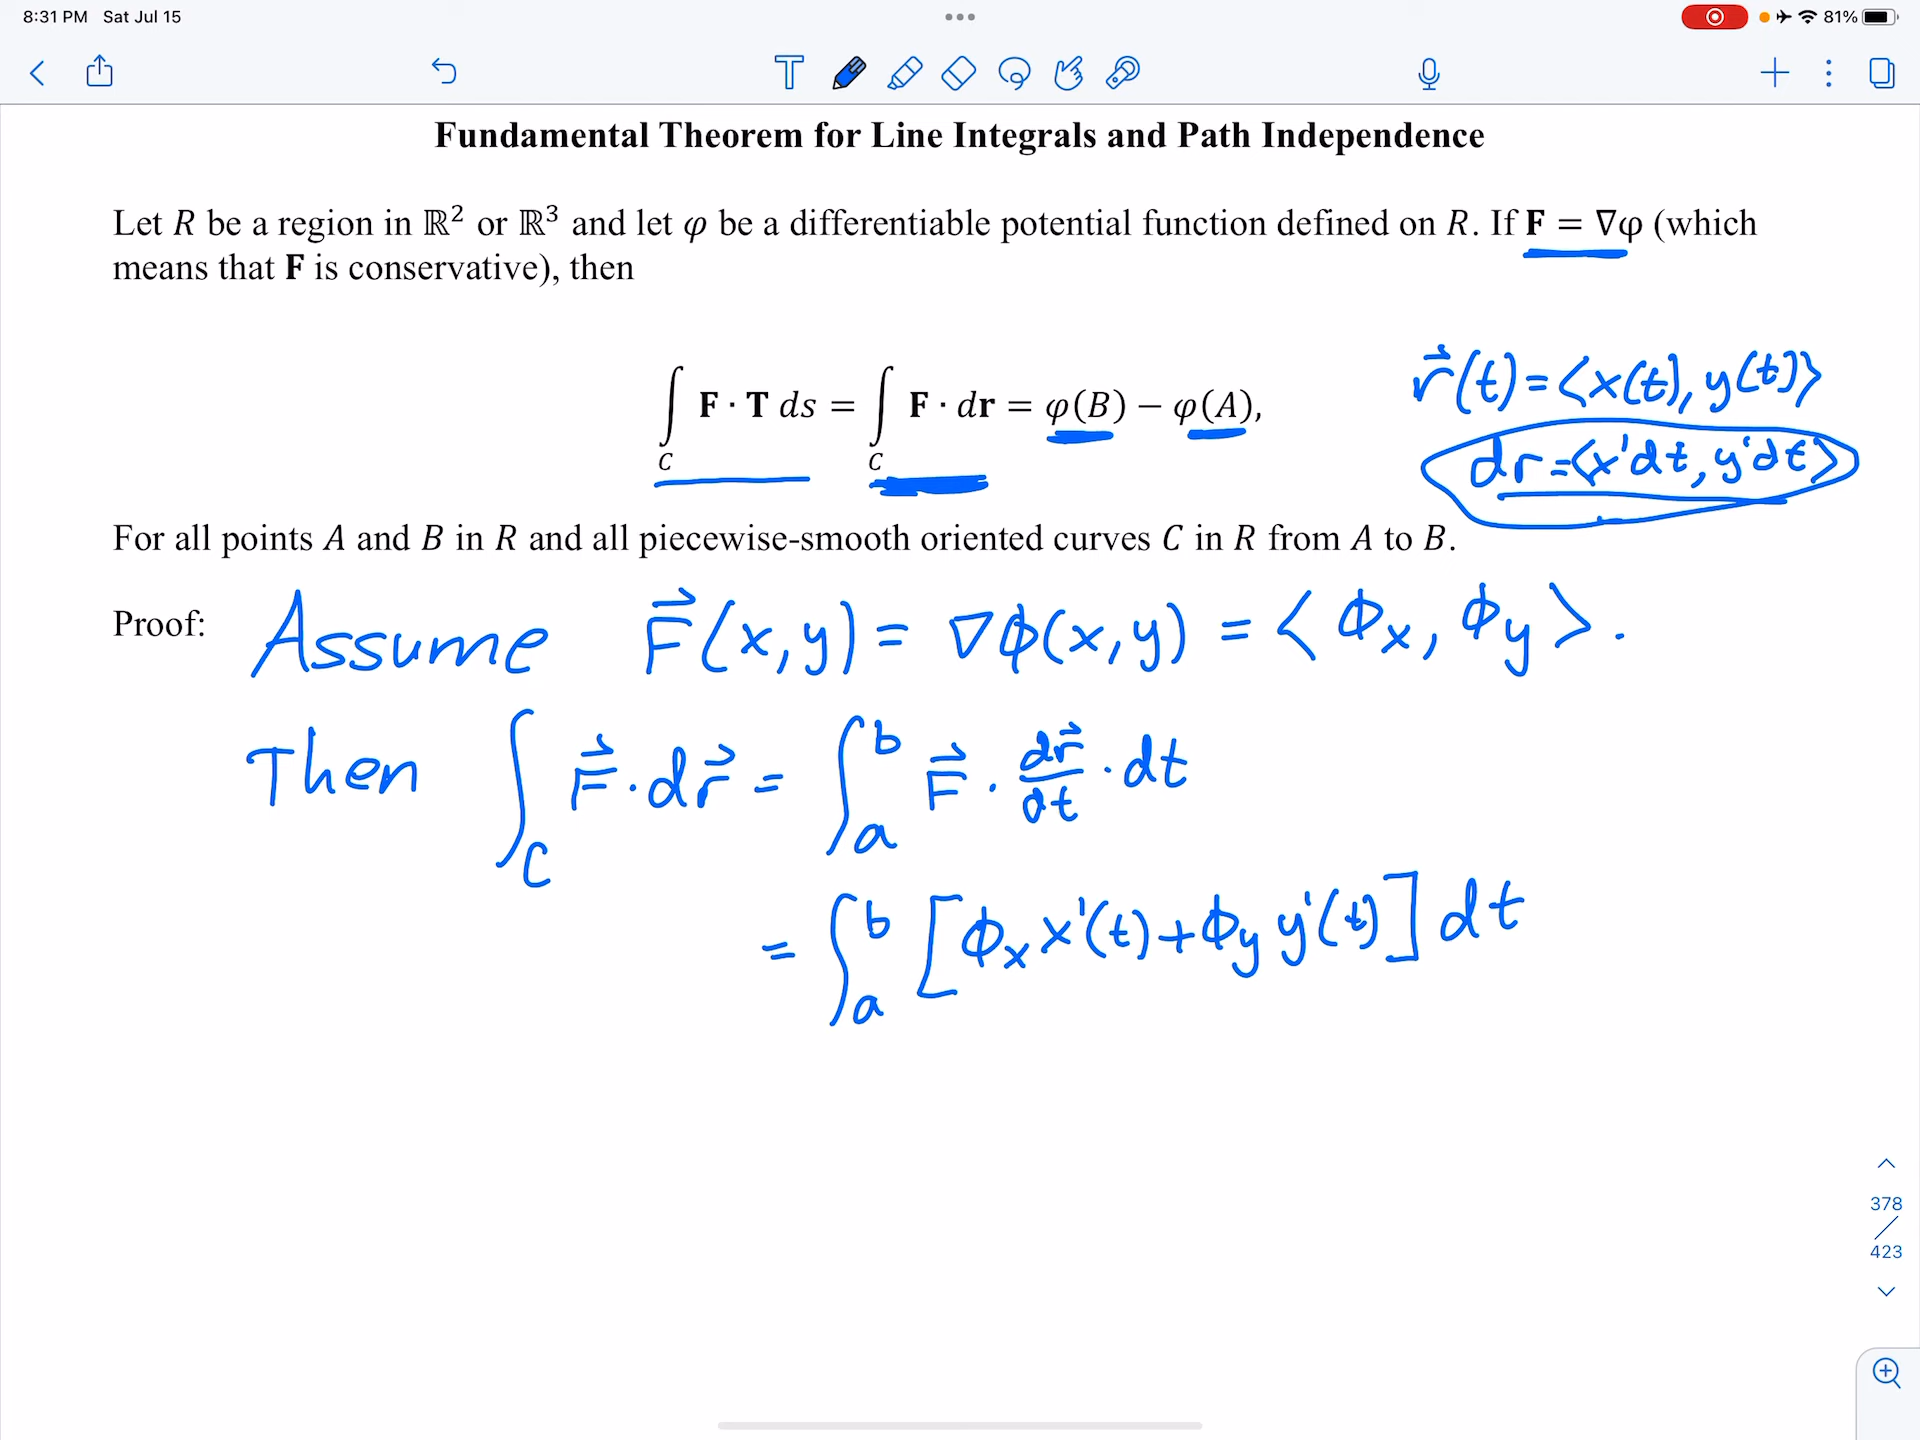 8:31 PM Sat Jul 15
81%
Fundamental Theorem for Line Integrals and Path Independence
Let R be a region in ℝ² or ℝ³ and let φ be a differentiable potential function defined on R. If F = ∇φ (which
means that F is conservative), then
∫_C F · T ds = ∫_C F · dr = φ(B) − φ(A),
r⃗(t)=⟨x(t), y(t)⟩
dr=⟨x'dt, y'dt⟩
For all points A and B in R and all piecewise-smooth oriented curves C in R from A to B.
Proof: Assume F⃗(x,y) = ∇ϕ(x,y) = ⟨ϕ_x, ϕ_y⟩.
Then ∫_C F⃗·dr⃗ = ∫_a^b F⃗ · dr⃗/dt · dt
= ∫_a^b [ϕ_x x'(t)+ϕ_y y'(t)] dt
378
/
423